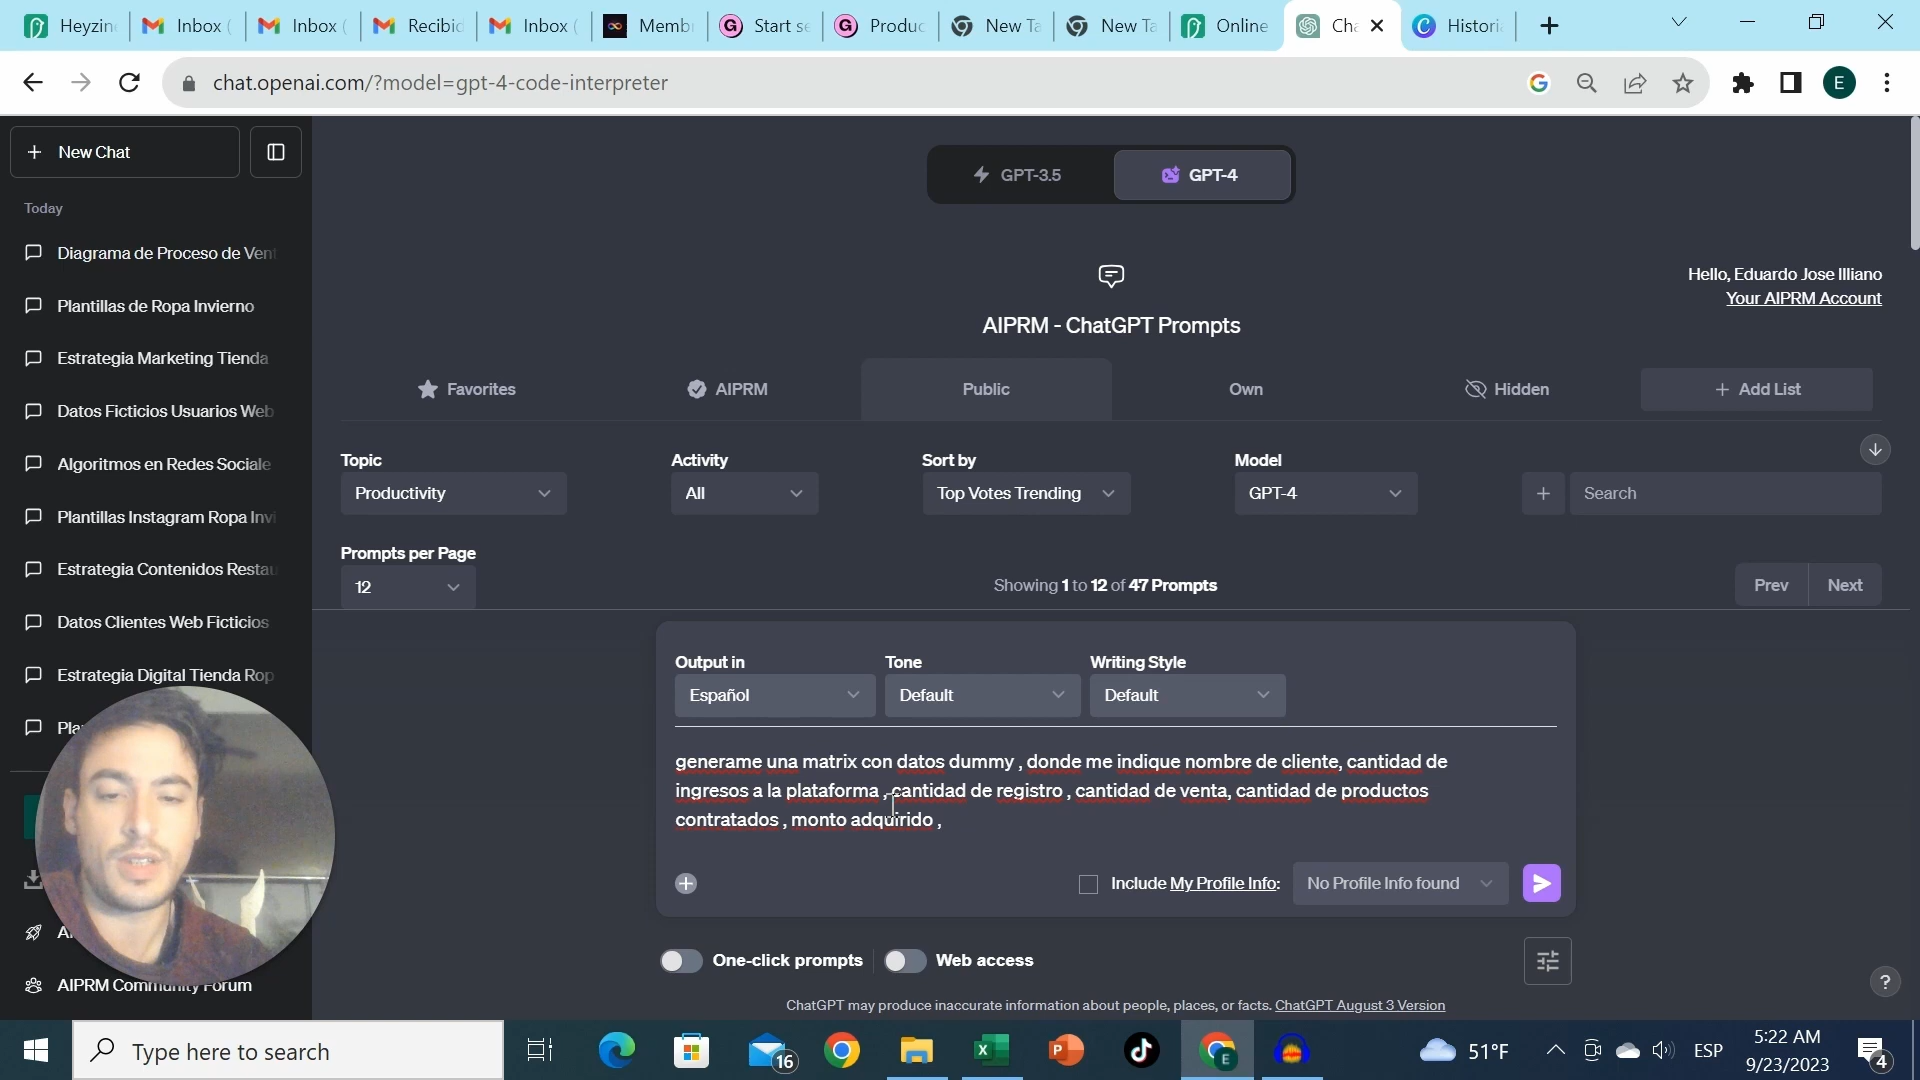 Heyzin
Inbox (
Inbox (
Recibid
Inbox (
Memb
Start se
Produc
New Ta
New Ta
Online
Cha
Histori
chat.openai.com/?model=gpt-4-code-interpreter
E
New Chat
GPT-3.5
GPT-4
Today
Diagrama de Proceso de Vent
Plantillas de Ropa Invierno
Estrategia Marketing Tienda
Datos Ficticios Usuarios Web
Algoritmos en Redes Sociale
Plantillas Instagram Ropa Invi
Estrategia Contenidos Restau
Datos Clientes Web Ficticios
Estrategia Digital Tienda Rop
Pla
A
AIPRM Community Forum
Hello, Eduardo Jose Illiano
Your AIPRM Account
AIPRM - ChatGPT Prompts
Favorites
AIPRM
Public
Own
Hidden
+ Add List
Topic
Activity
Sort by
Model
Productivity
All
Top Votes Trending
GPT-4
+
Search
Prompts per Page
12
Showing 1 to 12 of 47 Prompts
Prev
Next
Output in
Tone
Writing Style
Español
Default
Default
generame una matrix con datos dummy , donde me indique nombre de cliente, cantidad de
ingresos a la plataforma , cantidad de registro , cantidad de venta, cantidad de productos
contratados , monto adquirido ,
Include My Profile Info:
No Profile Info found
One-click prompts
Web access
?
ChatGPT may produce inaccurate information about people, places, or facts. ChatGPT August 3 Version
Type here to search
16
51°F
ESP
5:22 AM
9/23/2023
4